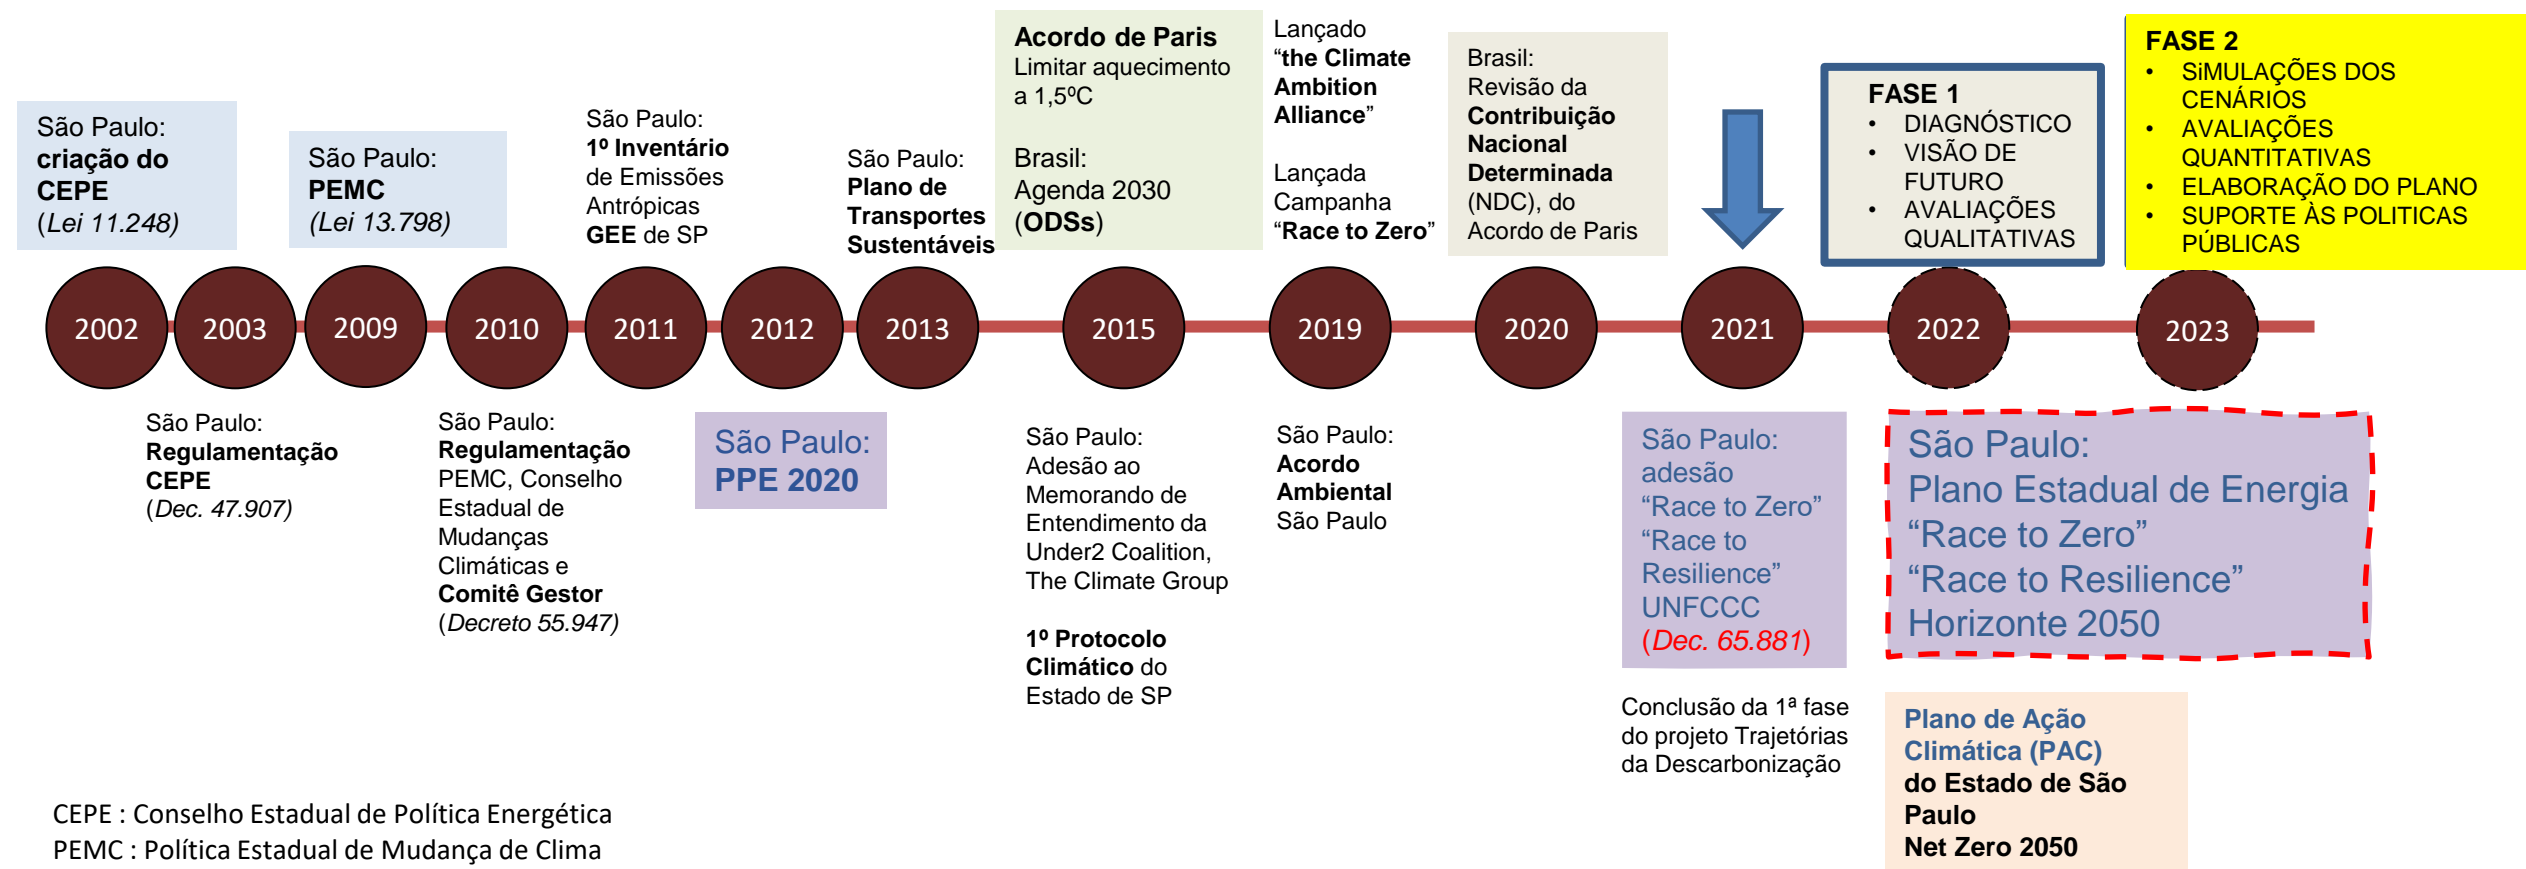 São Paulo:
criação do
CEPE
(Lei 11.248)
São Paulo:
PEMC
(Lei 13.798)
São Paulo:
1º Inventário
de Emissões
Antrópicas
GEE de SP
São Paulo:
Plano de
Transportes
Sustentáveis
Acordo de Paris
Limitar aquecimento
a 1,5ºC
Brasil:
Agenda 2030
(ODSs)
Lançado
“the Climate
Ambition
Alliance”
Lançada
Campanha
“Race to Zero”
Brasil:
Revisão da
Contribuição
Nacional
Determinada
(NDC), do
Acordo de Paris
FASE 1
• DIAGNÓSTICO
• VISÃO DE
FUTURO
• AVALIAÇÕES
QUALITATIVAS
FASE 2
• SiMULAÇÕES DOS
CENÁRIOS
• AVALIAÇÕES
QUANTITATIVAS
• ELABORAÇÃO DO PLANO
• SUPORTE ÀS POLITICAS
PÚBLICAS
2002 2003 2009 2010 2011 2012 2013 2015 2019 2020 2021 2022 2023
São Paulo:
Regulamentação
CEPE
(Dec. 47.907)
São Paulo:
Regulamentação
PEMC, Conselho
Estadual de
Mudanças
Climáticas e
Comitê Gestor
(Decreto 55.947)
São Paulo:
PPE 2020
São Paulo:
Adesão ao
Memorando de
Entendimento da
Under2 Coalition,
The Climate Group
1º Protocolo
Climático do
Estado de SP
São Paulo:
Acordo
Ambiental
São Paulo
São Paulo:
adesão
“Race to Zero”
“Race to
Resilience”
UNFCCC
(Dec. 65.881)
Conclusão da 1ª fase
do projeto Trajetórias
da Descarbonização
São Paulo:
Plano Estadual de Energia
“Race to Zero”
“Race to Resilience”
Horizonte 2050
Plano de Ação
Climática (PAC)
do Estado de São
Paulo
Net Zero 2050
CEPE : Conselho Estadual de Política Energética
PEMC : Política Estadual de Mudança de Clima